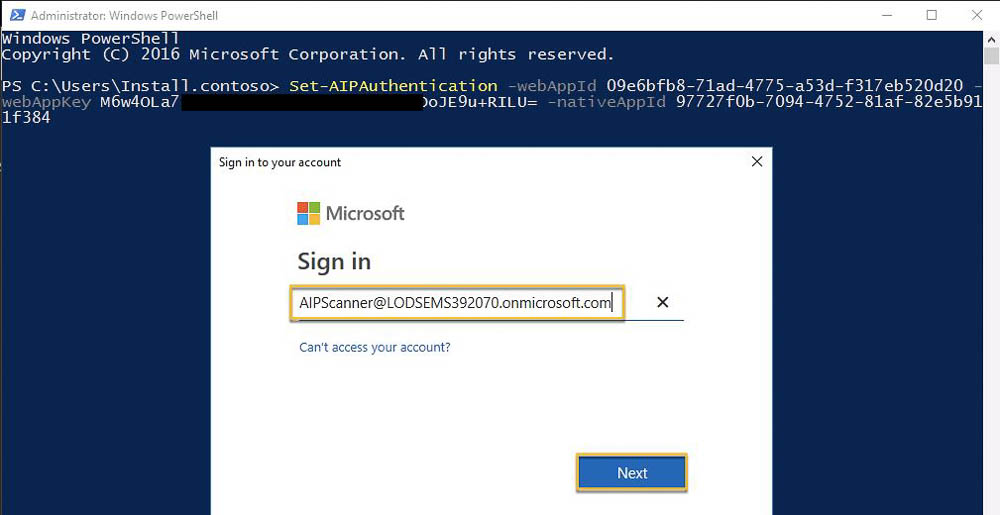 Administrator: Windows PowerShell
Windows PowerShell
Copyright (C) 2016 Microsoft Corporation. All rights reserved.
PS C:\Users\Install.contoso> Set-AIPAuthentication -webAppId 09e6bfb8-71ad-4775-a53d-f317eb520d20 -
webAppKey M6w4OLa7 DoJE9u+RILU= -nativeAppId 97727f0b-7094-4752-81af-82e5b91
1f384
Sign in to your account
Microsoft
Sign in
AIPScanner@LODSEMS392070.onmicrosoft.com
Can't access your account?
Next